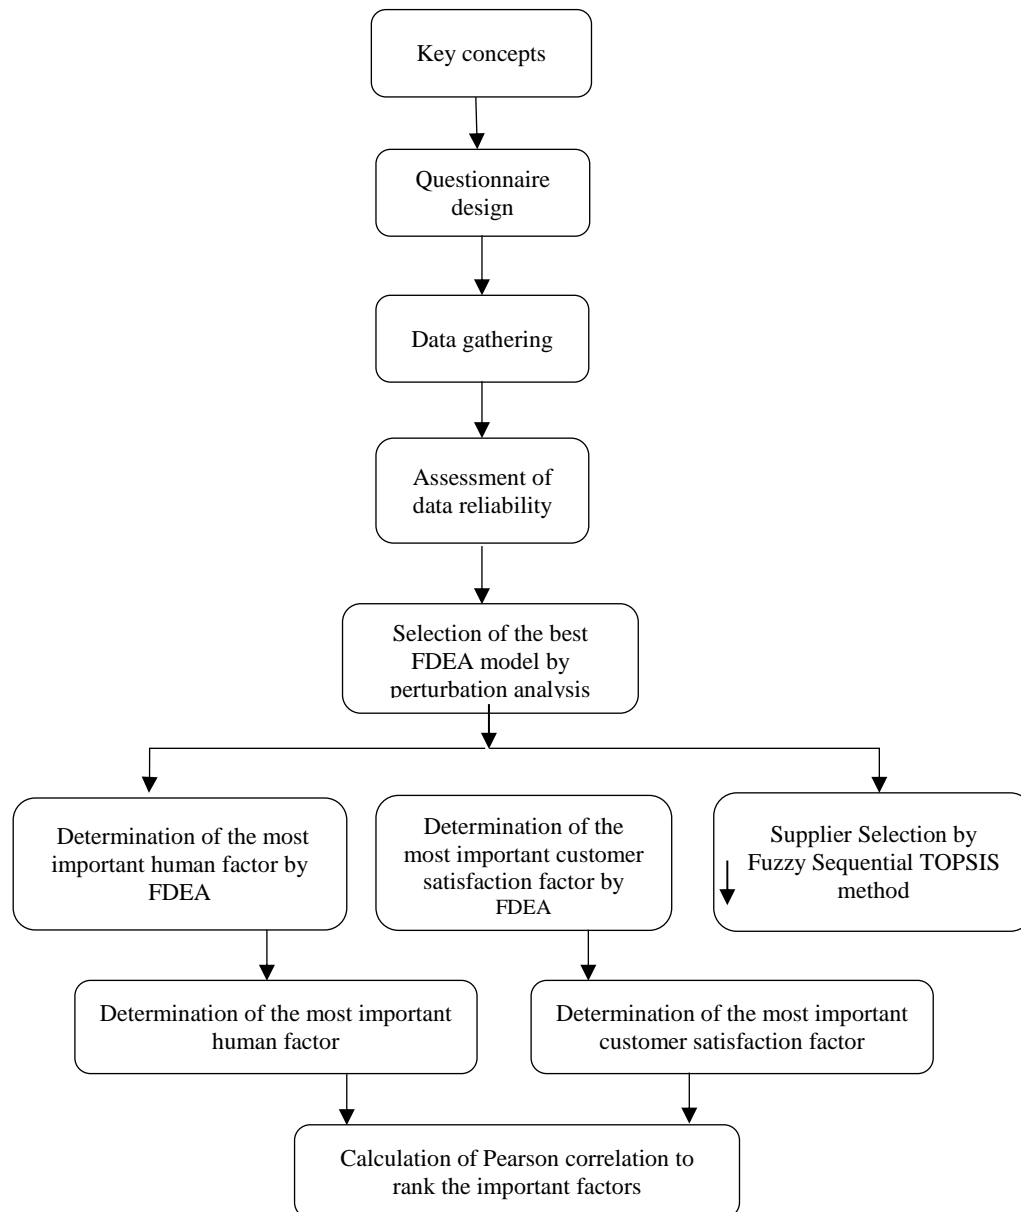 Key concepts
Questionnaire
design
Data gathering
Assessment of
data reliability
Selection of the best
FDEA model by
perturbation analysis
Determination of the most
important human factor by
FDEA
Determination of the
most important customer
satisfaction factor by
FDEA
Supplier Selection by
Fuzzy Sequential TOPSIS
method
Determination of the most important
human factor
Determination of the most important
customer satisfaction factor
Calculation of Pearson correlation to
rank the important factors